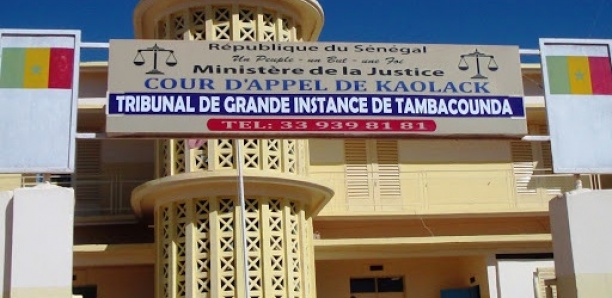 République du Sénégal
Un Peuple - un But - une Foi
Ministère de la Justice
COUR D'APPEL DE KAOLACK
TRIBUNAL DE GRANDE INSTANCE DE TAMBACOUNDA
TEL: 33 939 81 81